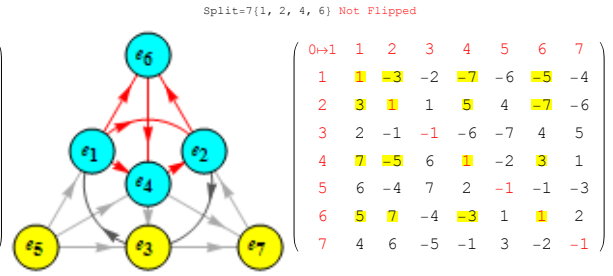 Split=7{1, 2, 4, 6} Not Flipped
e6
e1
e2
e4
e5
e3
e7
0↦1 1 2 3 4 5 6 7
1 1 -3 -2 -7 -6 -5 -4
2 3 1 1 5 4 -7 -6
3 2 -1 -1 -6 -7 4 5
4 7 -5 6 1 -2 3 1
5 6 -4 7 2 -1 -1 -3
6 5 7 -4 -3 1 1 2
7 4 6 -5 -1 3 -2 -1